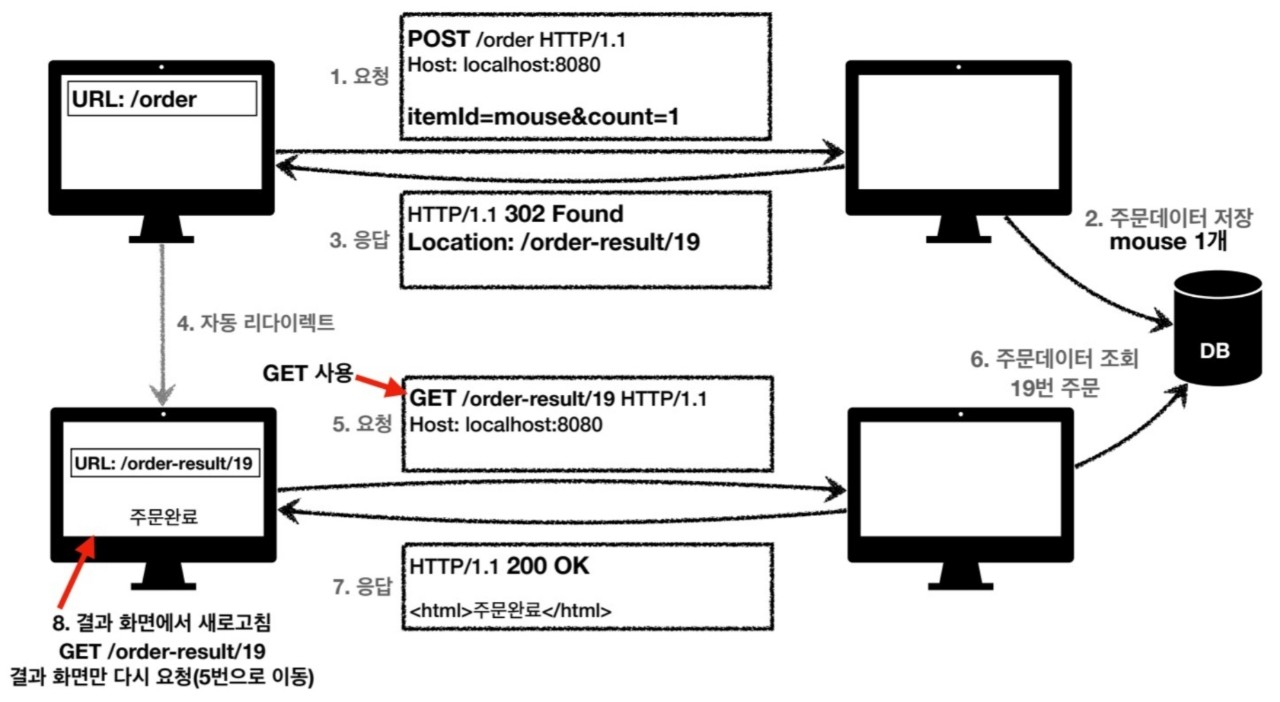 POST /order HTTP/1.1
Host: localhost:8080
itemId=mouse&count=1
1. 요청
URL: /order
HTTP/1.1 302 Found
Location: /order-result/19
3. 응답
2. 주문데이터 저장
mouse 1개
DB
4. 자동 리다이렉트
GET 사용
GET /order-result/19 HTTP/1.1
Host: localhost:8080
5. 요청
6. 주문데이터 조회
19번 주문
URL: /order-result/19
주문완료
HTTP/1.1 200 OK
<html>주문완료</html>
7. 응답
8. 결과 화면에서 새로고침
GET /order-result/19
결과 화면만 다시 요청(5번으로 이동)